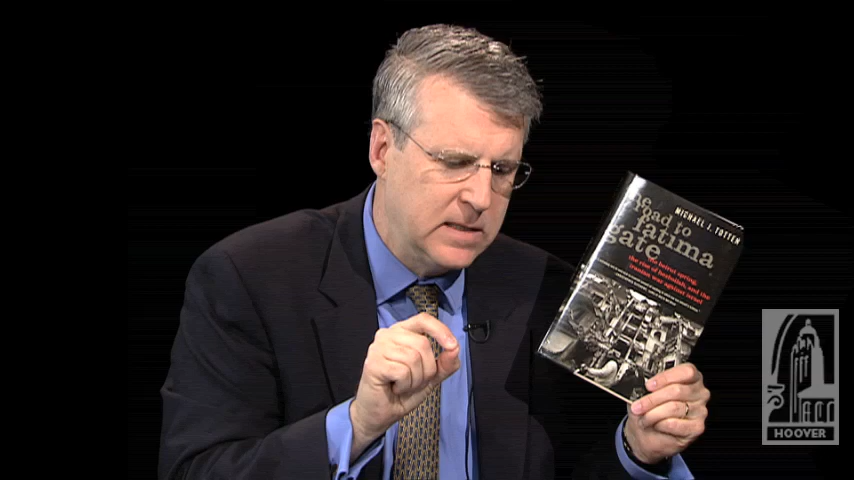 the
road to
fatima
gate
MICHAEL J. TOTTEN
the beirut spring,
the rise of hezbollah, and the
iranian war against israel
HOOVER